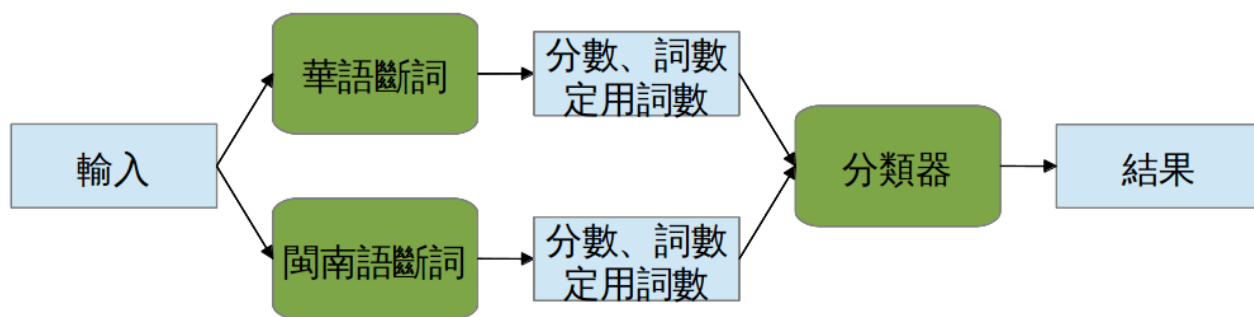 輸入
華語斷詞
分數、詞數
定用詞數
閩南語斷詞
分數、詞數
定用詞數
分類器
結果